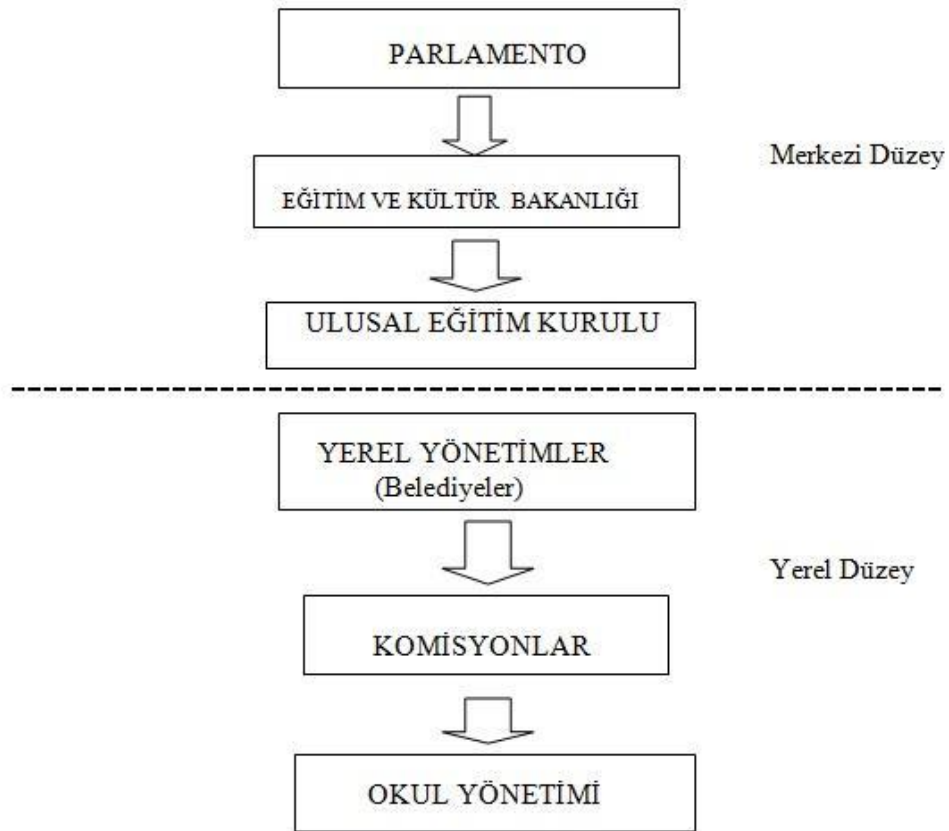 PARLAMENTO
Merkezi Düzey
EĞİTİM VE KÜLTÜR BAKANLIĞI
ULUSAL EĞİTİM KURULU
YEREL YÖNETİMLER
(Belediyeler)
Yerel Düzey
KOMİSYONLAR
OKUL YÖNETİMİ